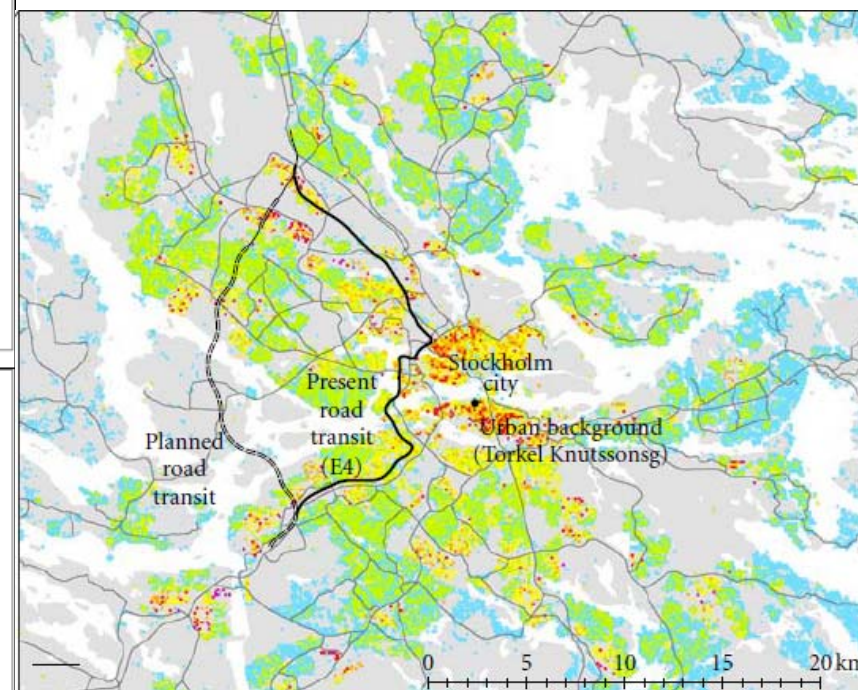 Stockholm
city
Present
road
transit
(E4)
Urban background
(Torkel Knutssonsg)
Planned
road
transit
0 5 10 15 20 km